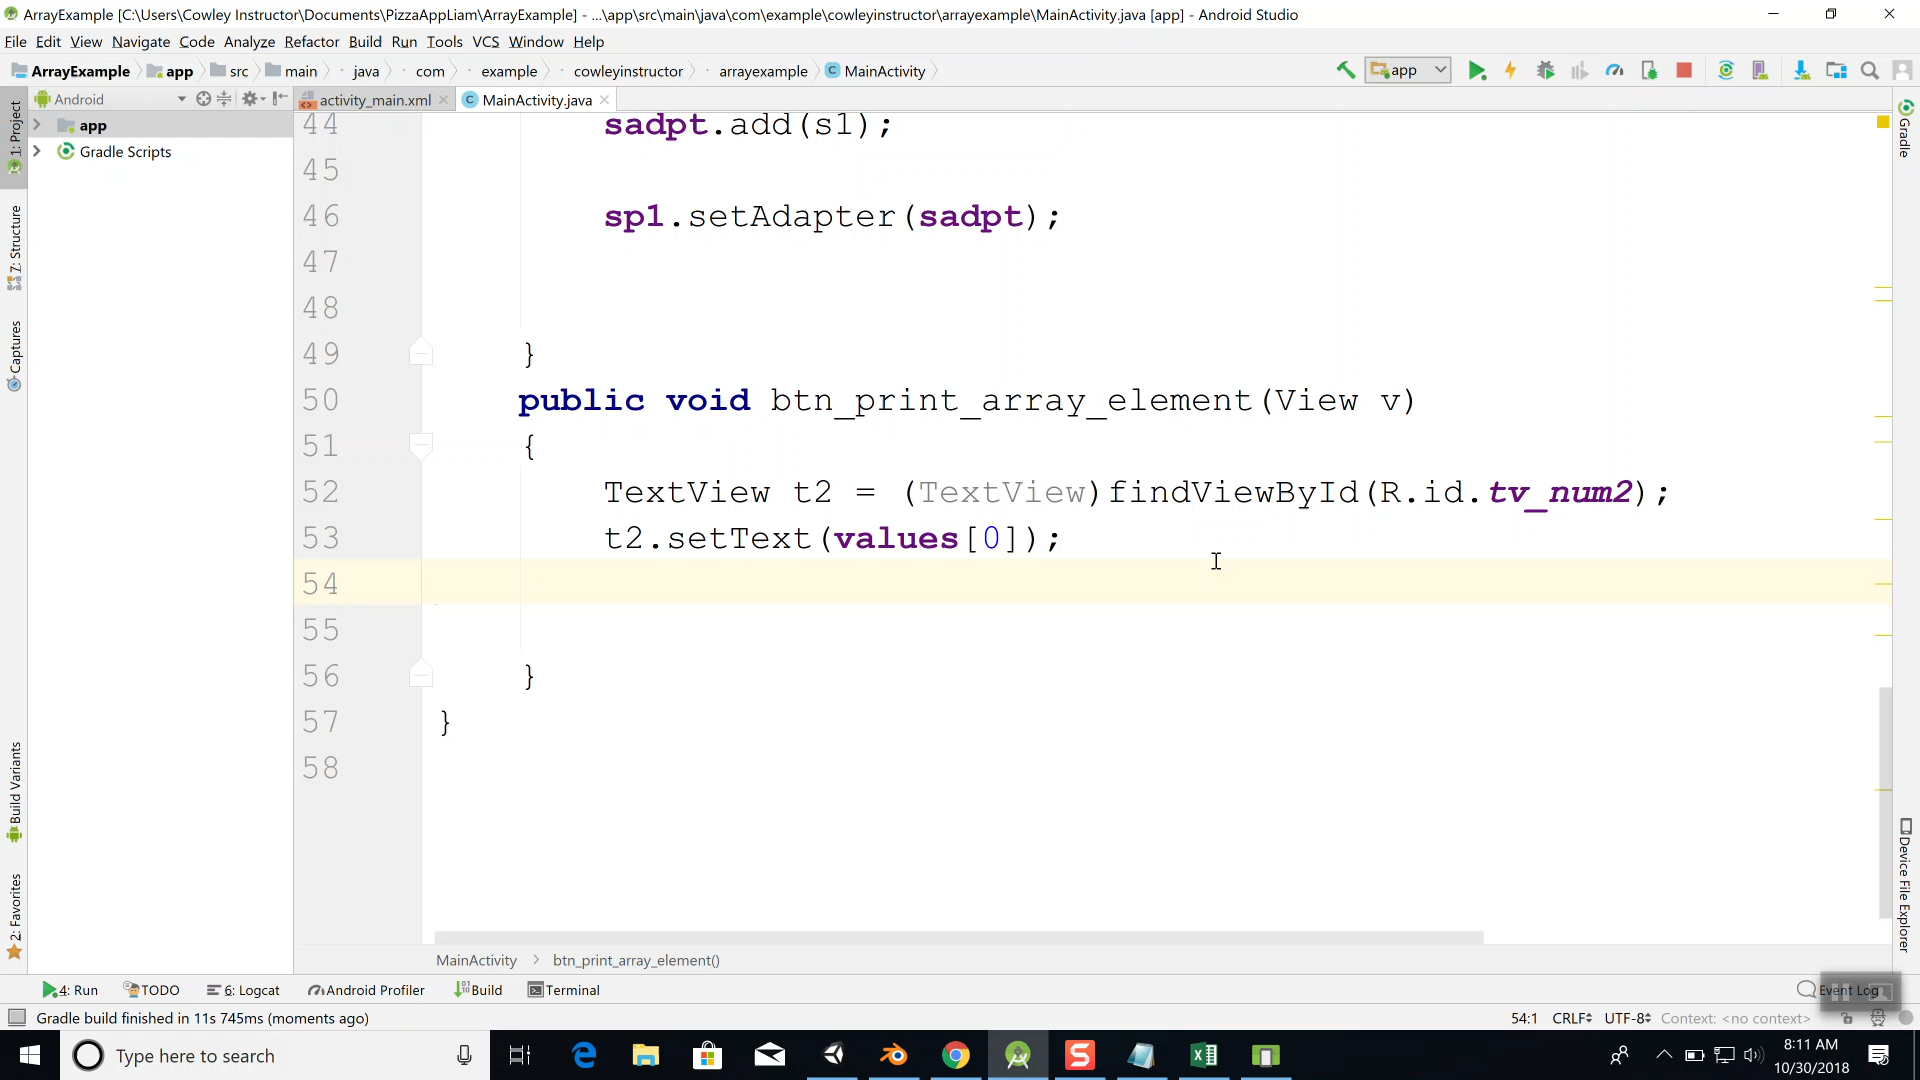 ArrayExample [C:\Users\Cowley Instructor\Documents\PizzaAppLiam\ArrayExample] - ...\app\src\main\java\com\example\cowleyinstructor\arrayexample\MainActivity.java [app] - Android Studio
File Edit View Navigate Code Analyze Refactor Build Run Tools VCS Window Help
ArrayExample app src main java com example cowleyinstructor arrayexample MainActivity app
Android activity_main.xml MainActivity.java
1: Project
7: Structure
Captures
Build Variants
2: Favorites
app
Gradle Scripts
44 sadpt.add(s1);
45
46 sp1.setAdapter(sadpt);
47
48
49 }
50 public void btn_print_array_element(View v)
51 {
52 TextView t2 = (TextView)findViewById(R.id.tv_num2);
53 t2.setText(values[0]);
54
55
56 }
57 }
58
Gradle
Device File Explorer
MainActivity > btn_print_array_element()
4: Run TODO 6: Logcat Android Profiler Build Terminal Event Log
Gradle build finished in 11s 745ms (moments ago) 54:1 CRLF UTF-8 Context: <no context>
Type here to search
8:11 AM
10/30/2018